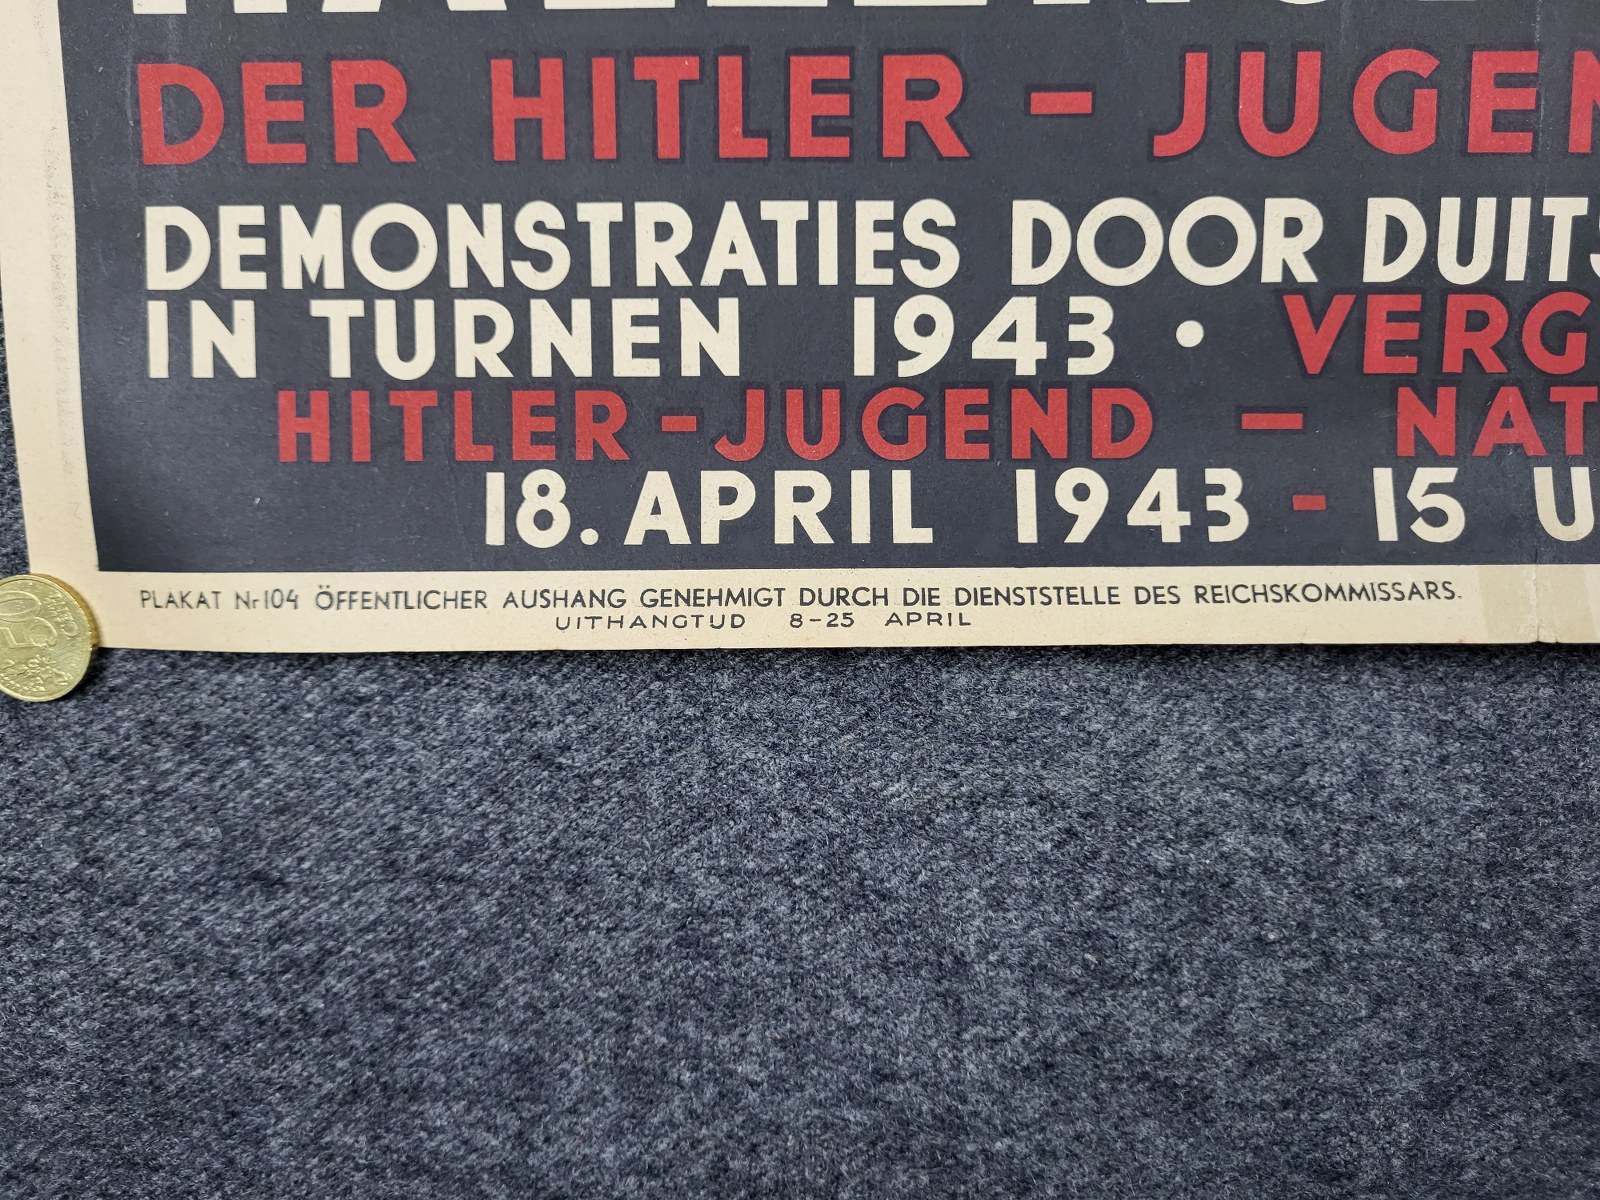 DER HITLER - JUGEN
DEMONSTRATIES DOOR DUITS
IN TURNEN 1943 • VERG
HITLER-JUGEND - NAT
18. APRIL 1943 - 15 U
PLAKAT Nr 104 ÖFFENTLICHER AUSHANG GENEHMIGT DURCH DIE DIENSTSTELLE DES REICHSKOMMISSARS.
UITHANGTIJD 8-25 APRIL
50